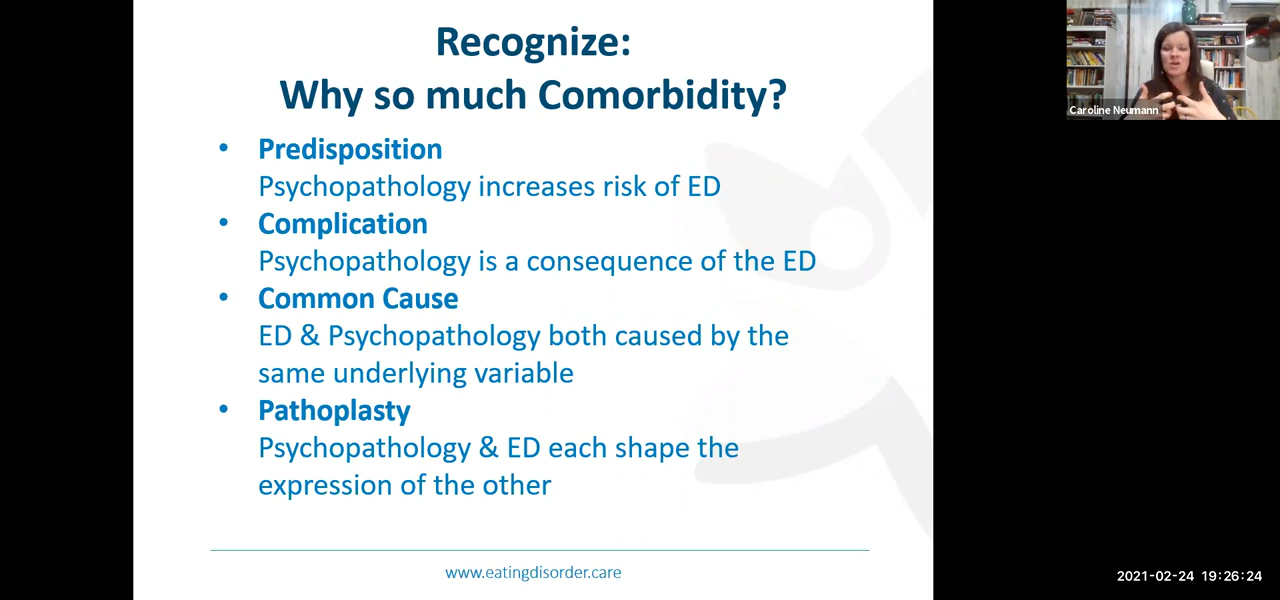 Recognize:
Why so much Comorbidity?
• Predisposition
Psychopathology increases risk of ED
• Complication
Psychopathology is a consequence of the ED
• Common Cause
ED & Psychopathology both caused by the
same underlying variable
• Pathoplasty
Psychopathology & ED each shape the
expression of the other
www.eatingdisorder.care
Caroline Neumann
2021-02-24 19:26:24